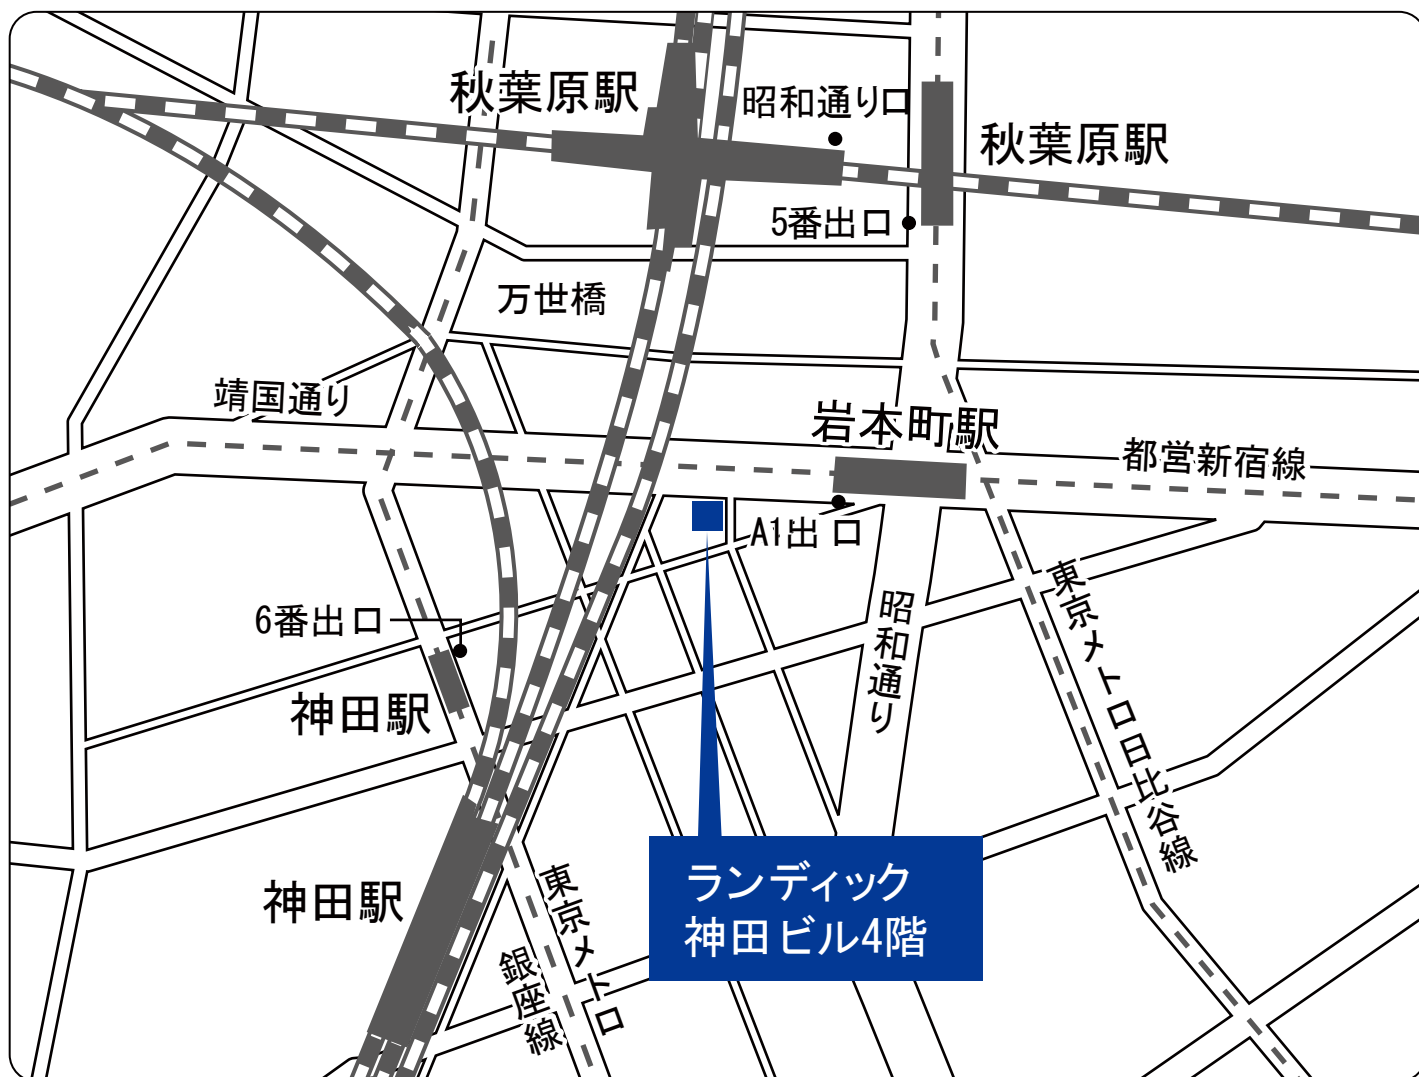 秋葉原駅
昭和通り口
秋葉原駅
5番出口
万世橋
靖国通り
岩本町駅
都営新宿線
A1出口
6番出口
昭和通り
東京メトロ日比谷線
神田駅
神田駅
ランディック
神田ビル4階
東京メトロ
銀座線